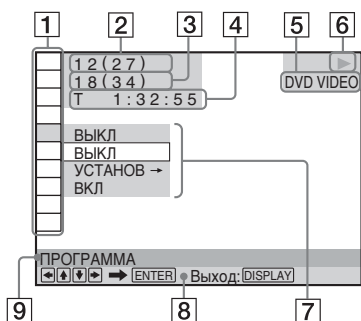 1 2 3 4 5 6
12(27)
18(34)
T 1:32:55
DVD VIDEO
ВЫКЛ
ВЫКЛ
УСТАНОВ →
ВКЛ
ПРОГРАММА
ENTER Выход: DISPLAY
9 8 7